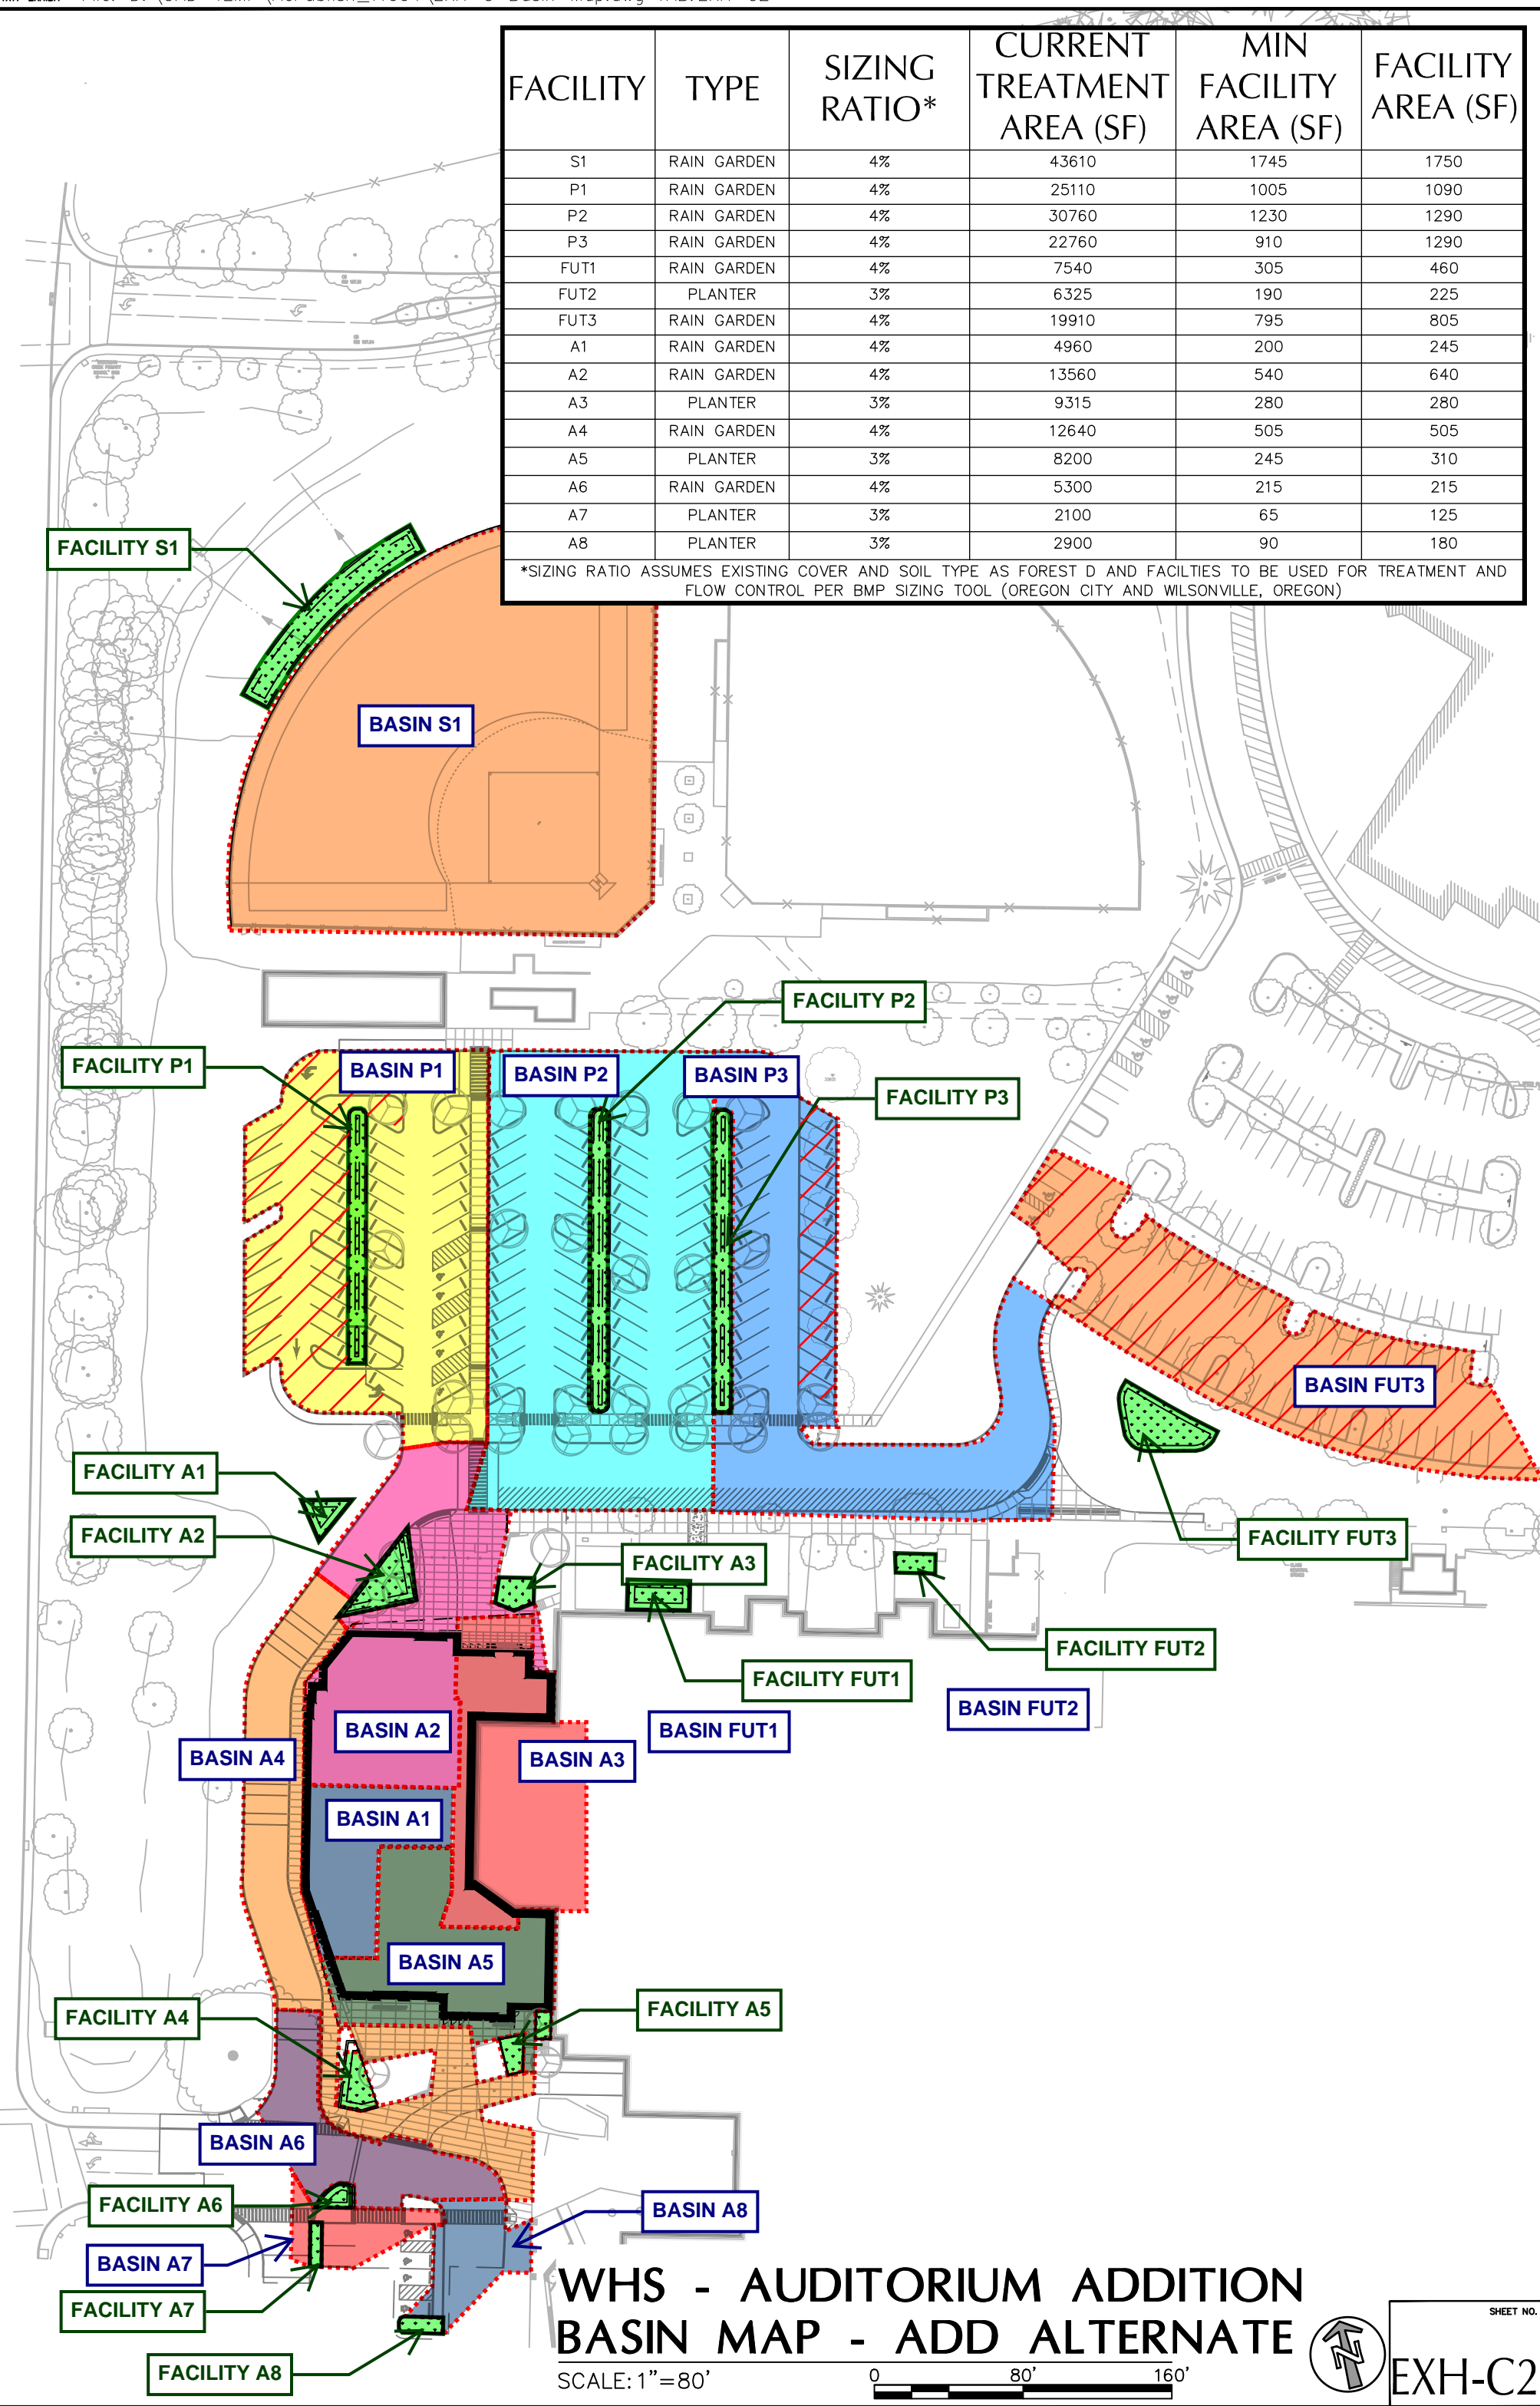 FACILITY TYPE SIZING RATIO* CURRENT TREATMENT AREA (SF) MIN FACILITY AREA (SF) FACILITY AREA (SF)
S1 RAIN GARDEN 4% 43610 1745 1750
P1 RAIN GARDEN 4% 25110 1005 1090
P2 RAIN GARDEN 4% 30760 1230 1290
P3 RAIN GARDEN 4% 22760 910 1290
FUT1 RAIN GARDEN 4% 7540 305 460
FUT2 PLANTER 3% 6325 190 225
FUT3 RAIN GARDEN 4% 19910 795 805
A1 RAIN GARDEN 4% 4960 200 245
A2 RAIN GARDEN 4% 13560 540 640
A3 PLANTER 3% 9315 280 280
A4 RAIN GARDEN 4% 12640 505 505
A5 PLANTER 3% 8200 245 310
A6 RAIN GARDEN 4% 5300 215 215
A7 PLANTER 3% 2100 65 125
A8 PLANTER 3% 2900 90 180
*SIZING RATIO ASSUMES EXISTING COVER AND SOIL TYPE AS FOREST D AND FACILTIES TO BE USED FOR TREATMENT AND
FLOW CONTROL PER BMP SIZING TOOL (OREGON CITY AND WILSONVILLE, OREGON)
FACILITY S1
BASIN S1
FACILITY P2
FACILITY P1
BASIN P1
BASIN P2
BASIN P3
FACILITY P3
BASIN FUT3
FACILITY A1
FACILITY A2
FACILITY A3
FACILITY FUT3
FACILITY FUT2
FACILITY FUT1
BASIN FUT2
BASIN A2
BASIN FUT1
BASIN A4
BASIN A3
BASIN A1
BASIN A5
FACILITY A4
FACILITY A5
BASIN A6
FACILITY A6
BASIN A8
BASIN A7
FACILITY A7
FACILITY A8
WHS - AUDITORIUM ADDITION
BASIN MAP - ADD ALTERNATE
SCALE: 1"=80'
0 80' 160'
N
SHEET NO.
EXH-C2